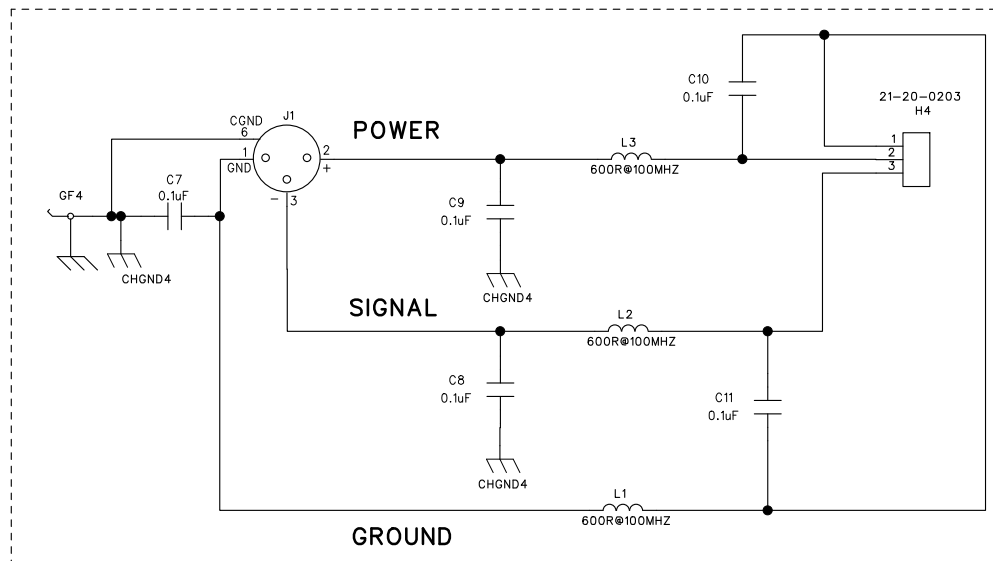 C10
0.1uF
21-20-0203
H4
J1
CGND
6
POWER
1
2
3
1
GND
2
+
L3
600R@100MHZ
C7
0.1uF
GF4
- 3
C9
0.1uF
CHGND4
CHGND4
SIGNAL
L2
600R@100MHZ
C8
0.1uF
C11
0.1uF
CHGND4
L1
600R@100MHZ
GROUND